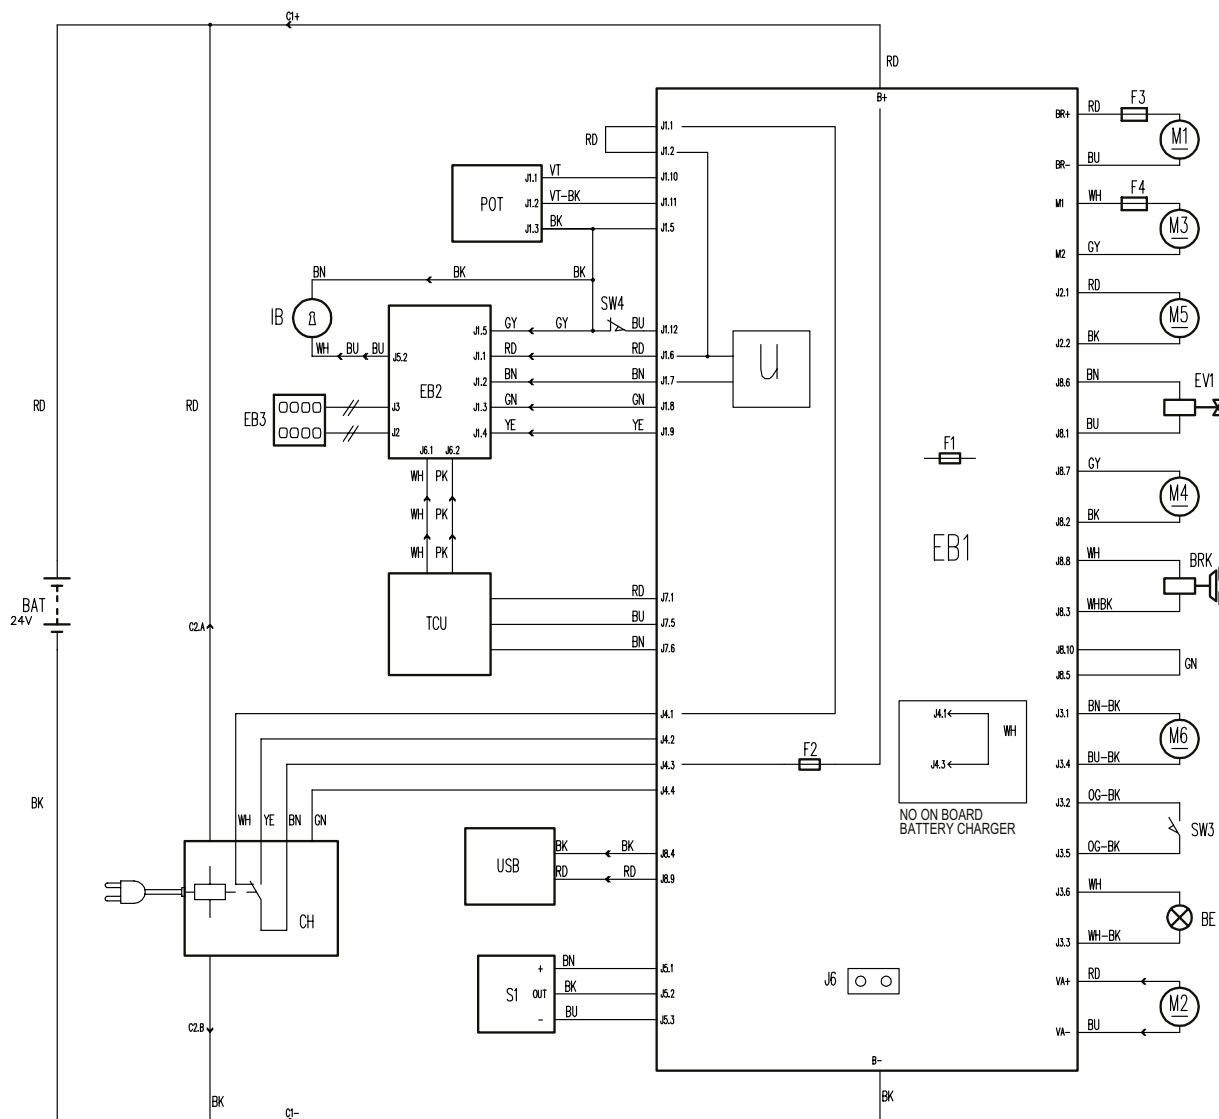 C1+
RD
B+
BR+ RD F3
M1
BR- BU
M1 WH F4
M3
M2 GY
J2.1 RD
M5
J2.2 BK
J8.6 BN
EV1
J8.1 BU
J8.7 GY
M4
J8.2 BK
J8.8 WH
BRK
J8.3 WHBK
J8.10
GN
J8.5
J3.1 BN-BK
M6
J3.4 BU-BK
J3.2 OG-BK
SW3
J3.5 OG-BK
J3.6 WH
BE
J3.3 WH-BK
VA+ RD
M2
VA- BU
J1.1
RD
J1.2
POT
J1.1 VT J1.10
J1.2 VT-BK J1.11
J1.3 BK J1.5
BN BK BK
IB
SW4
J1.5 GY GY BU J1.12
WH BU BU J5.2
J1.1 RD RD J1.6
J1.2 BN BN J1.7
J1.3 GN GN J1.8
J1.4 YE YE J1.9
U
EB2
EB3
J3
J2
J6.1 J6.2
WH PK
WH PK
WH PK
F1
EB1
RD
RD
BAT
24V
C2.A
TCU
RD J7.1
BU J7.5
BN J7.6
J4.1
J4.2
J4.3
J4.4
F2
J4.1
WH
J4.3
NO ON BOARD
BATTERY CHARGER
BK
WH YE BN GN
CH
USB
BK BK J8.4
RD RD J8.9
S1
+ BN J5.1
OUT BK J5.2
- BU J5.3
J6
C2.B
B-
BK
BK
C1-